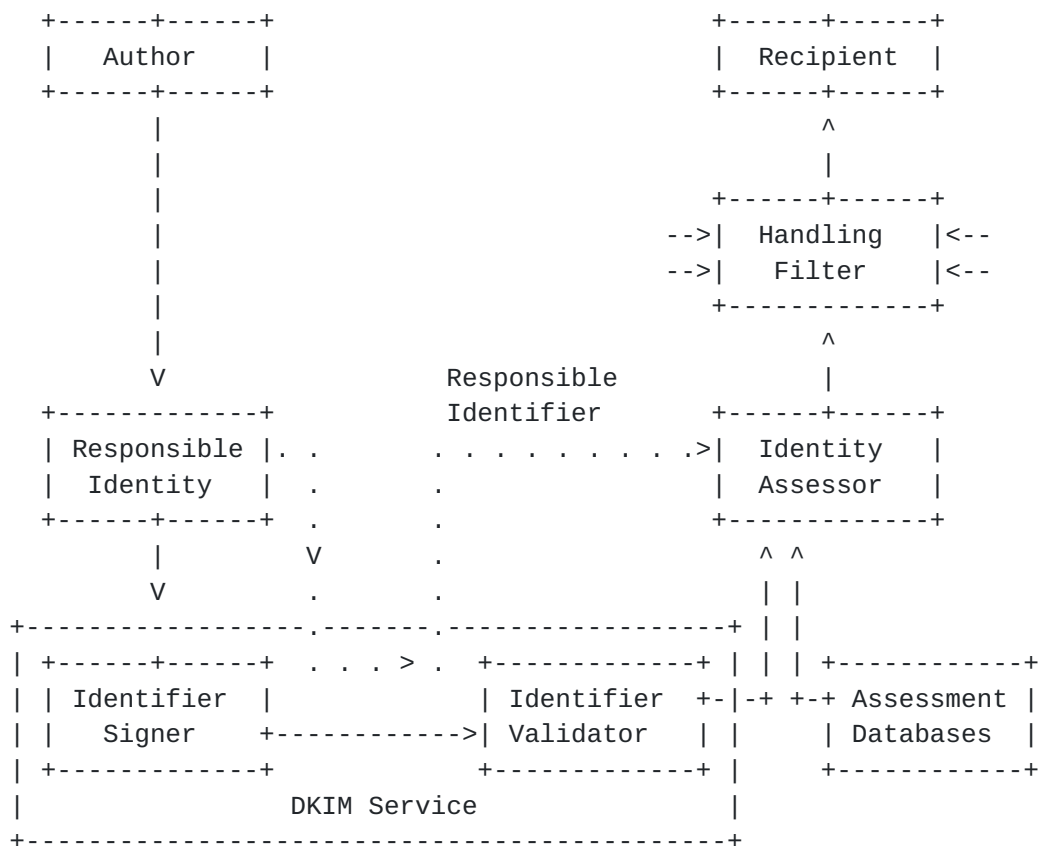 Author
Recipient
Handling
Filter
Responsible
Identifier
Responsible
Identity
Identity
Assessor
Identifier
Signer
Identifier
Validator
Assessment
Databases
DKIM Service